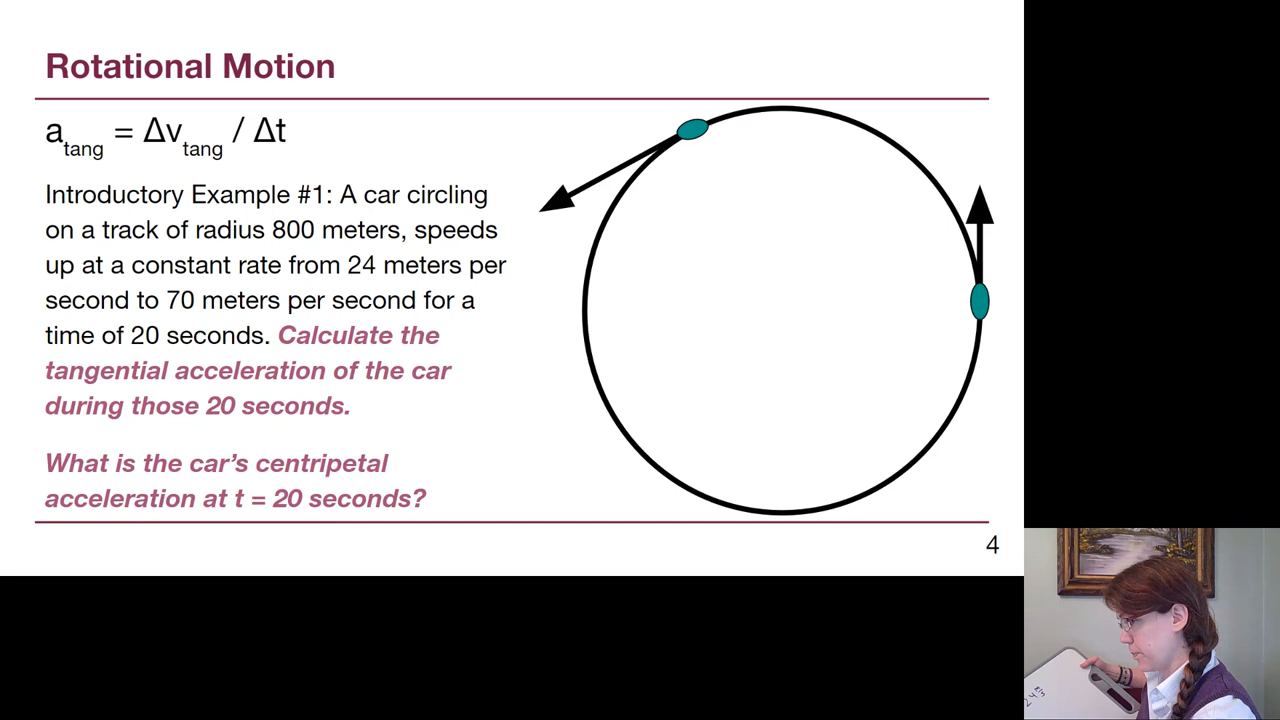 Rotational Motion
a_tang = Δv_tang / Δt
Introductory Example #1: A car circling
on a track of radius 800 meters, speeds
up at a constant rate from 24 meters per
second to 70 meters per second for a
time of 20 seconds. Calculate the
tangential acceleration of the car
during those 20 seconds.
What is the car's centripetal
acceleration at t = 20 seconds?
4
24 m/s